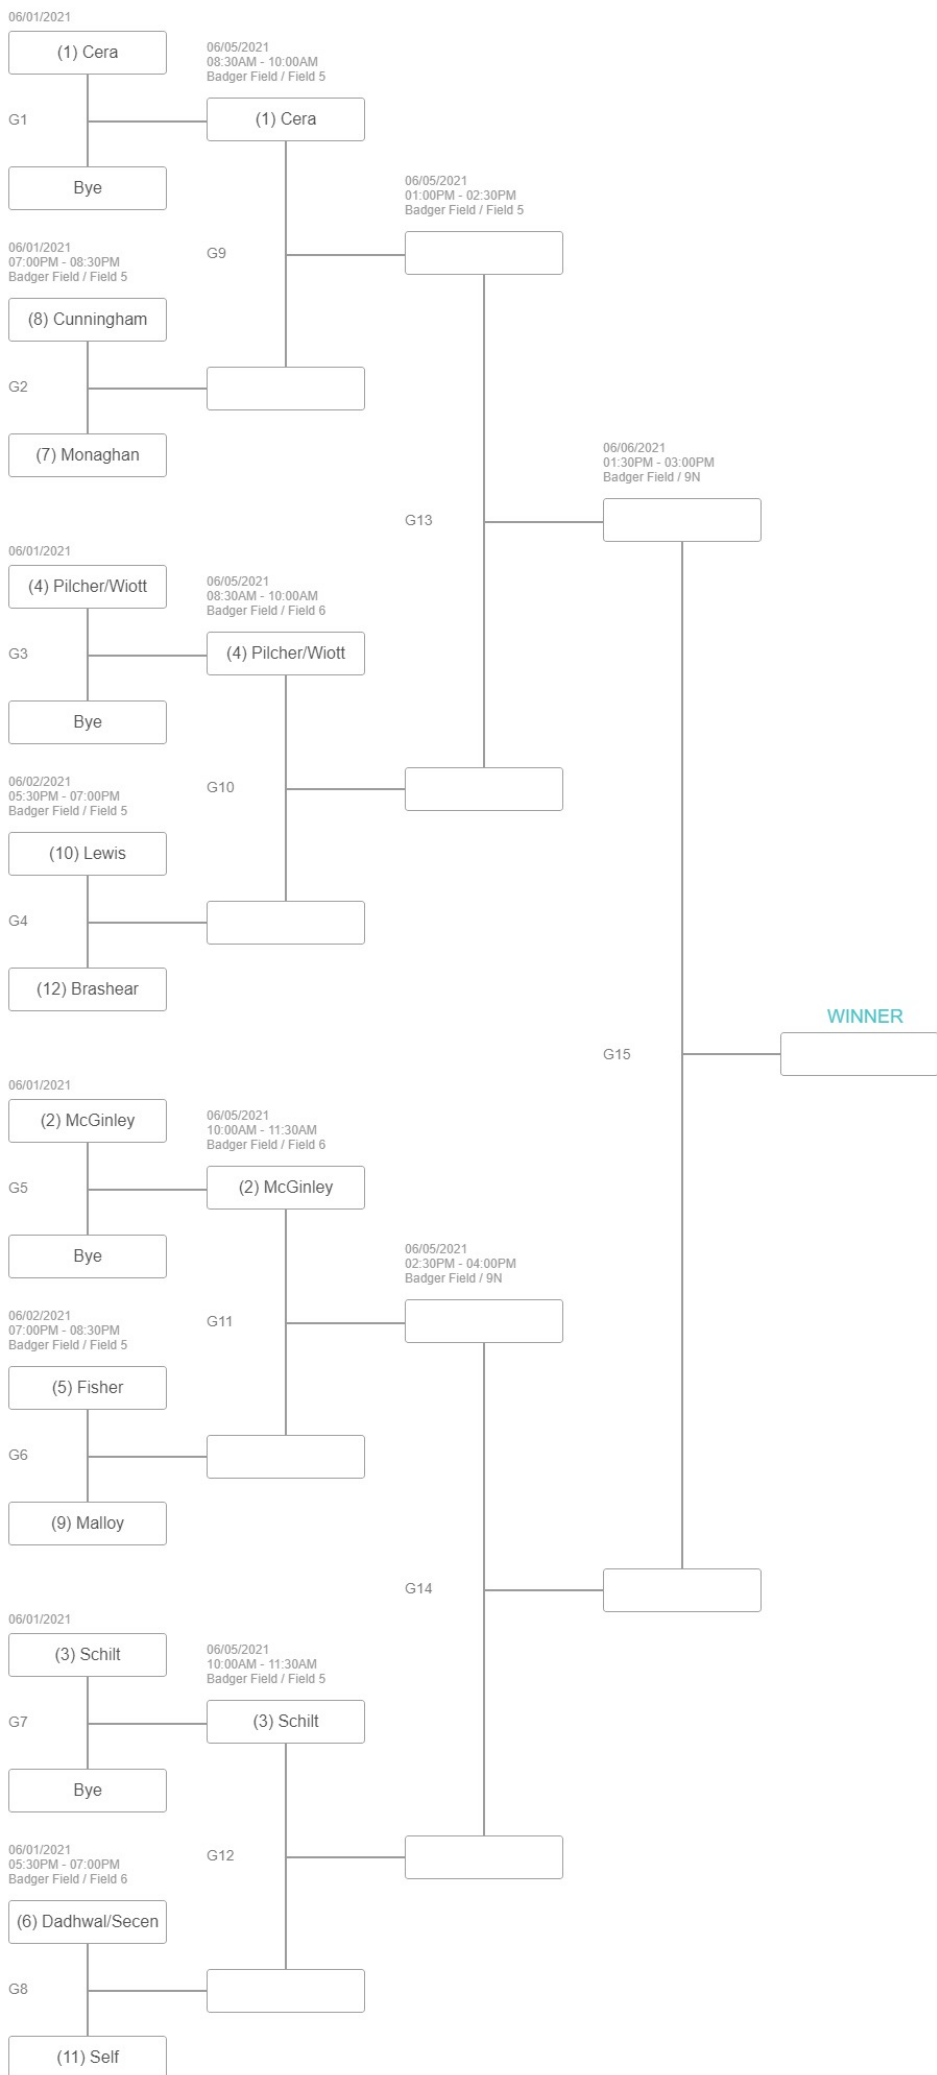 06/01/2021
(1) Cera
G1
Bye
06/01/2021
07:00PM - 08:30PM
Badger Field / Field 5
(8) Cunningham
G2
(7) Monaghan
06/01/2021
(4) Pilcher/Wiott
G3
Bye
06/02/2021
05:30PM - 07:00PM
Badger Field / Field 5
(10) Lewis
G4
(12) Brashear
06/01/2021
(2) McGinley
G5
Bye
06/02/2021
07:00PM - 08:30PM
Badger Field / Field 5
(5) Fisher
G6
(9) Malloy
06/01/2021
(3) Schilt
G7
Bye
06/01/2021
05:30PM - 07:00PM
Badger Field / Field 6
(6) Dadhwal/Secen
G8
(11) Self
06/05/2021
08:30AM - 10:00AM
Badger Field / Field 5
(1) Cera
G9
06/05/2021
08:30AM - 10:00AM
Badger Field / Field 6
(4) Pilcher/Wiott
G10
06/05/2021
10:00AM - 11:30AM
Badger Field / Field 6
(2) McGinley
G11
06/05/2021
10:00AM - 11:30AM
Badger Field / Field 5
(3) Schilt
G12
06/05/2021
01:00PM - 02:30PM
Badger Field / Field 5
G13
06/05/2021
02:30PM - 04:00PM
Badger Field / 9N
G14
06/06/2021
01:30PM - 03:00PM
Badger Field / 9N
G15
WINNER